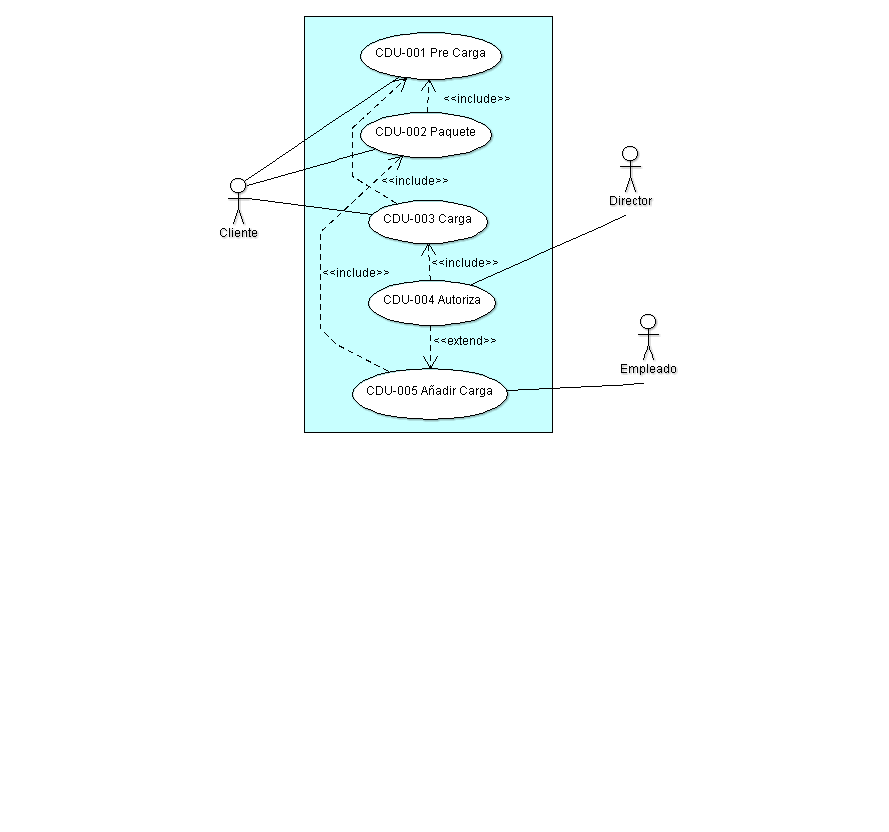 CDU-001 Pre Carga
<<include>>
CDU-002 Paquete
<<include>>
Cliente
Director
CDU-003 Carga
<<include>>
<<include>>
CDU-004 Autoriza
<<extend>>
Empleado
CDU-005 Añadir Carga